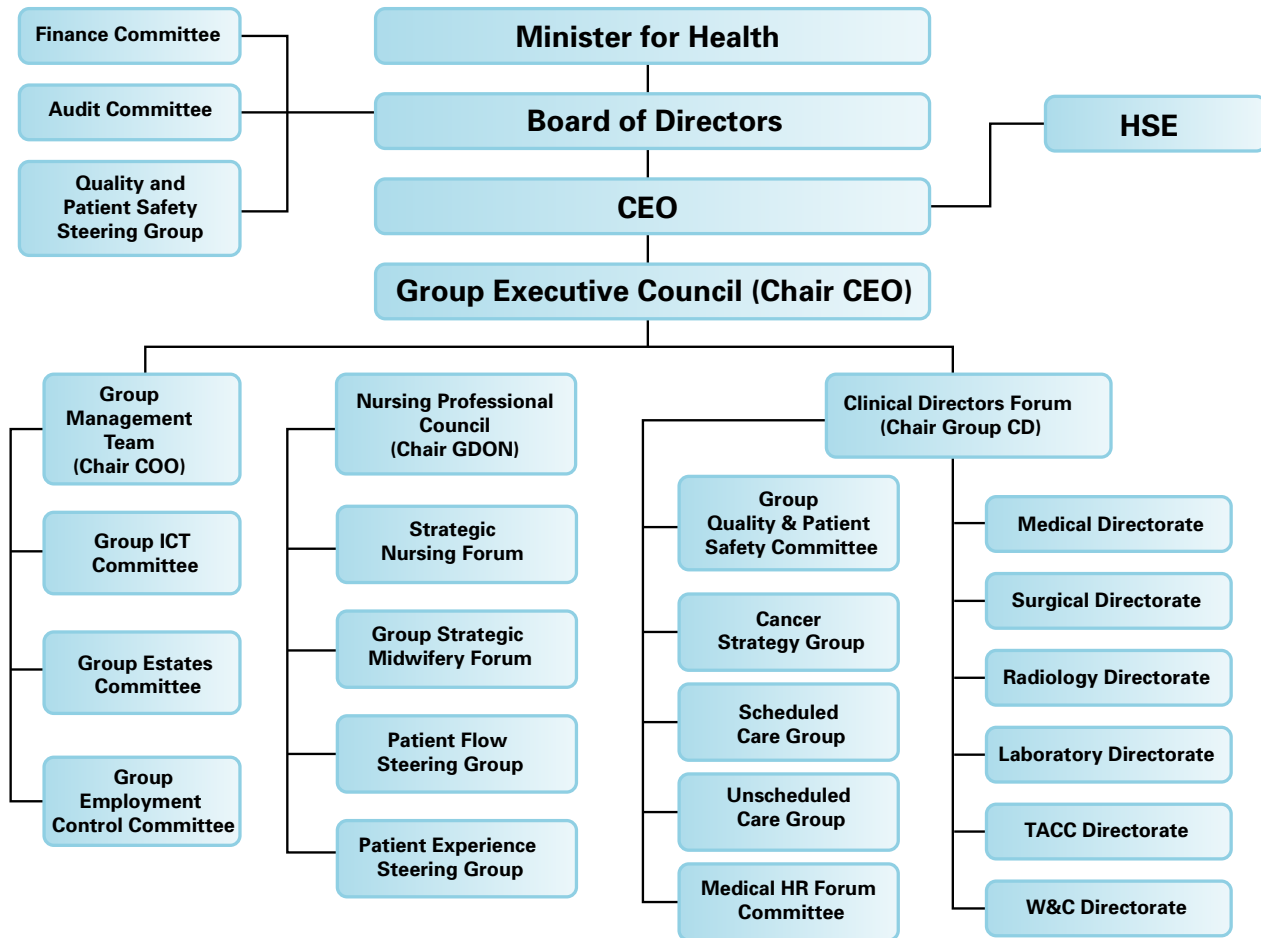 Finance Committee
Minister for Health
Audit Committee
Board of Directors
HSE
Quality and
Patient Safety
Steering Group
CEO
Group Executive Council (Chair CEO)
Group
Management
Team
(Chair COO)
Group ICT
Committee
Group Estates
Committee
Group
Employment
Control Committee
Nursing Professional
Council
(Chair GDON)
Strategic
Nursing Forum
Group Strategic
Midwifery Forum
Patient Flow
Steering Group
Patient Experience
Steering Group
Clinical Directors Forum
(Chair Group CD)
Group
Quality & Patient
Safety Committee
Cancer
Strategy Group
Scheduled
Care Group
Unscheduled
Care Group
Medical HR Forum
Committee
Medical Directorate
Surgical Directorate
Radiology Directorate
Laboratory Directorate
TACC Directorate
W&C Directorate